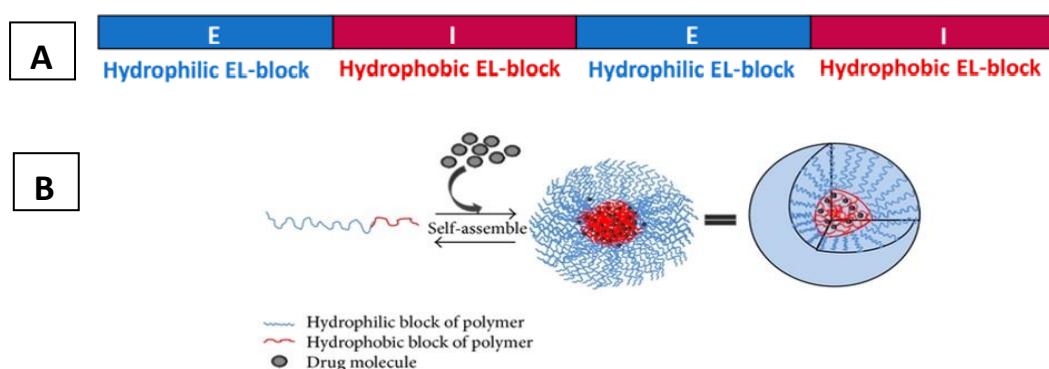 A
E I E I
Hydrophilic EL-block Hydrophobic EL-block Hydrophilic EL-block Hydrophobic EL-block
B
Self-assemble
Hydrophilic block of polymer
Hydrophobic block of polymer
Drug molecule